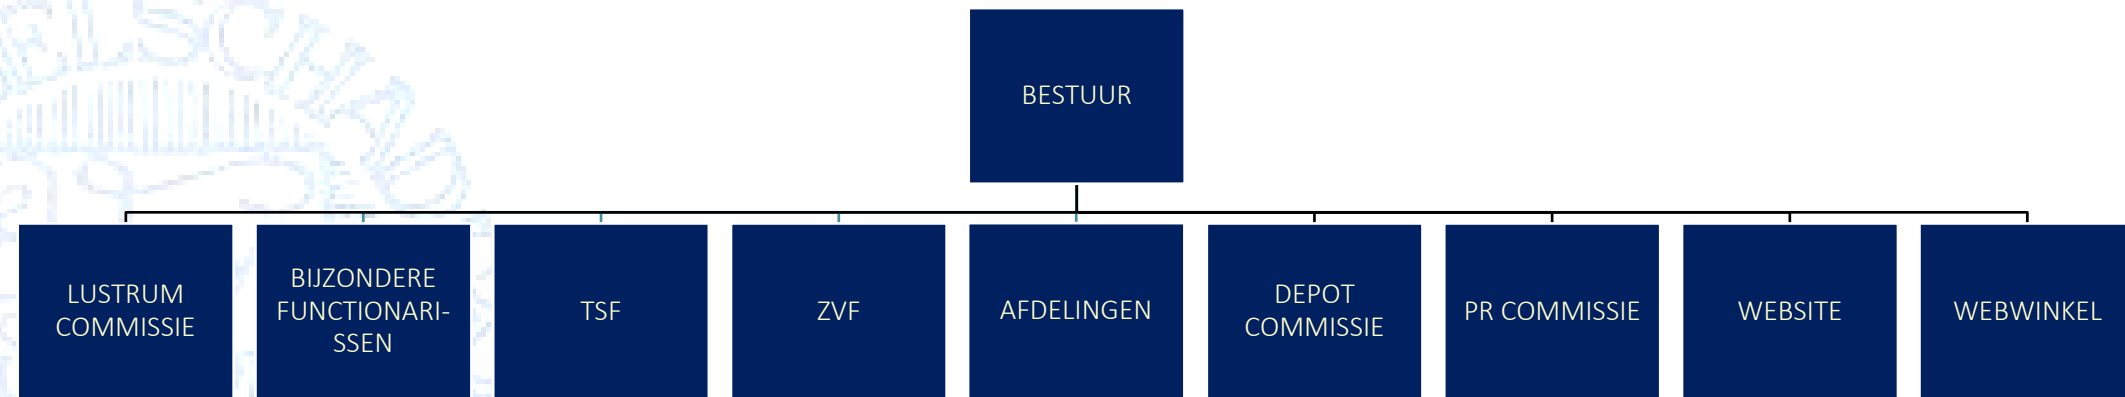 BESTUUR
LUSTRUM
COMMISSIE
BIJZONDERE
FUNCTIONARI-
SSEN
TSF
ZVF
AFDELINGEN
DEPOT
COMMISSIE
PR COMMISSIE
WEBSITE
WEBWINKEL